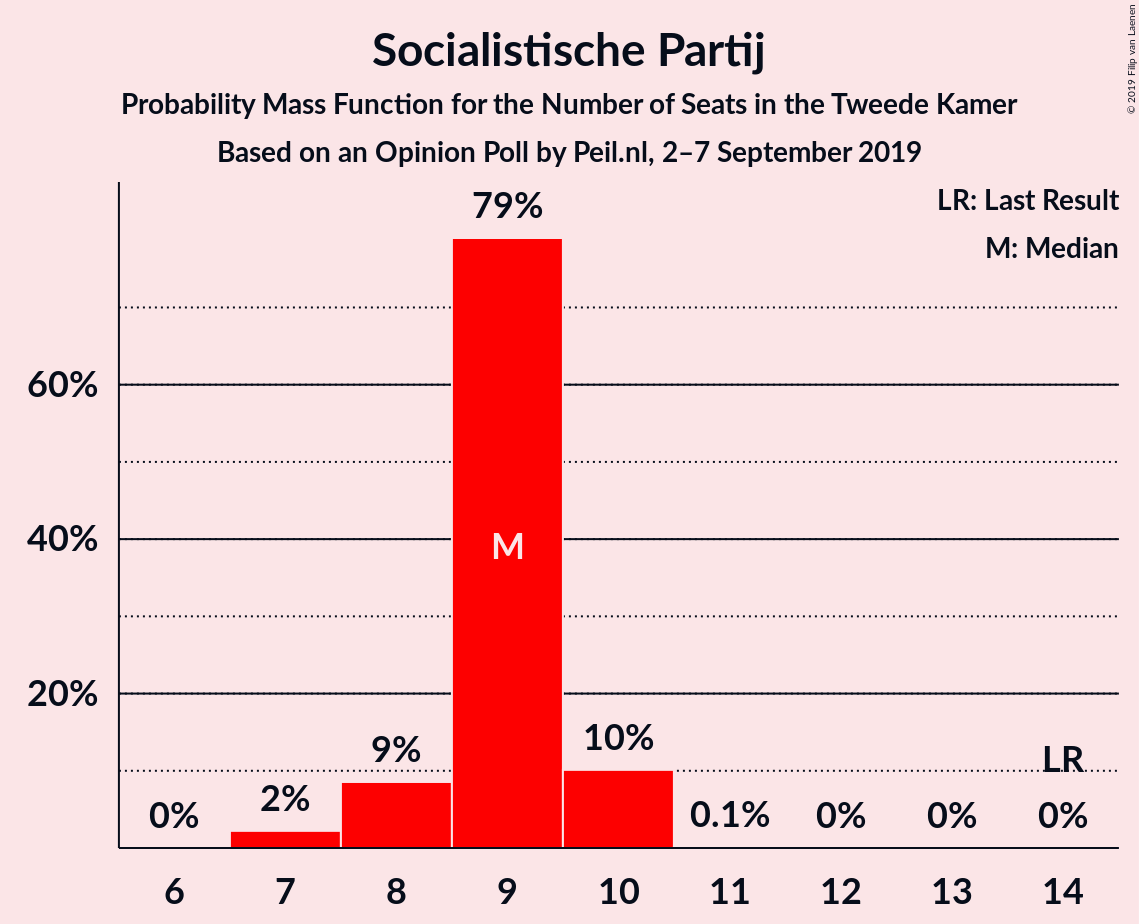 Socialistische Partij
Probability Mass Function for the Number of Seats in the Tweede Kamer
Based on an Opinion Poll by Peil.nl, 2–7 September 2019
© 2019 Filip van Laenen
LR: Last Result
M: Median
79%
60%
40%
M
20%
10%
9%
LR
2%
0%
0.1%
0%
0%
0%
6 7 8 9 10 11 12 13 14